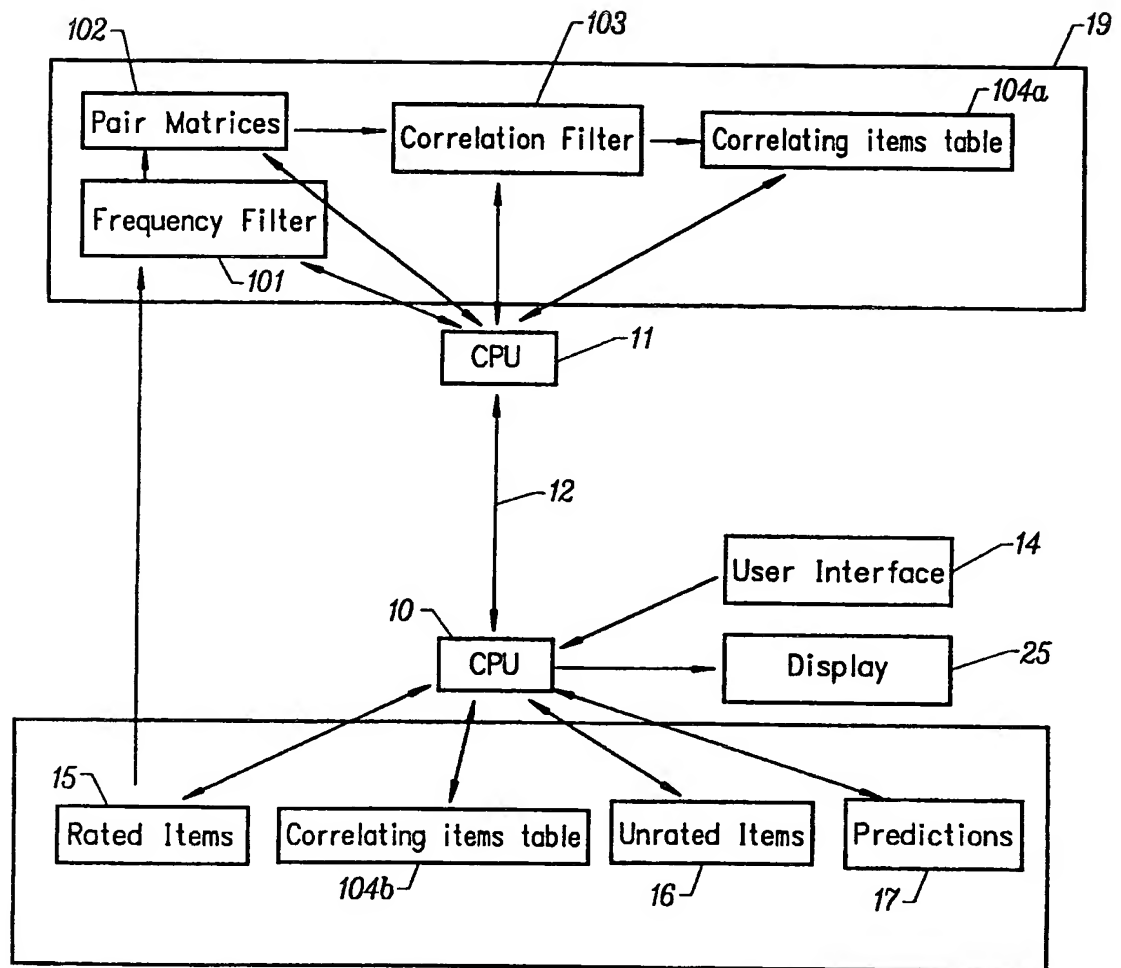 102
103
19
104a
Pair Matrices
Correlation Filter
Correlating items table
Frequency Filter
101
CPU
11
12
User Interface
14
10
CPU
Display
25
15
Rated Items
Correlating items table
Unrated Items
Predictions
104b
16
17